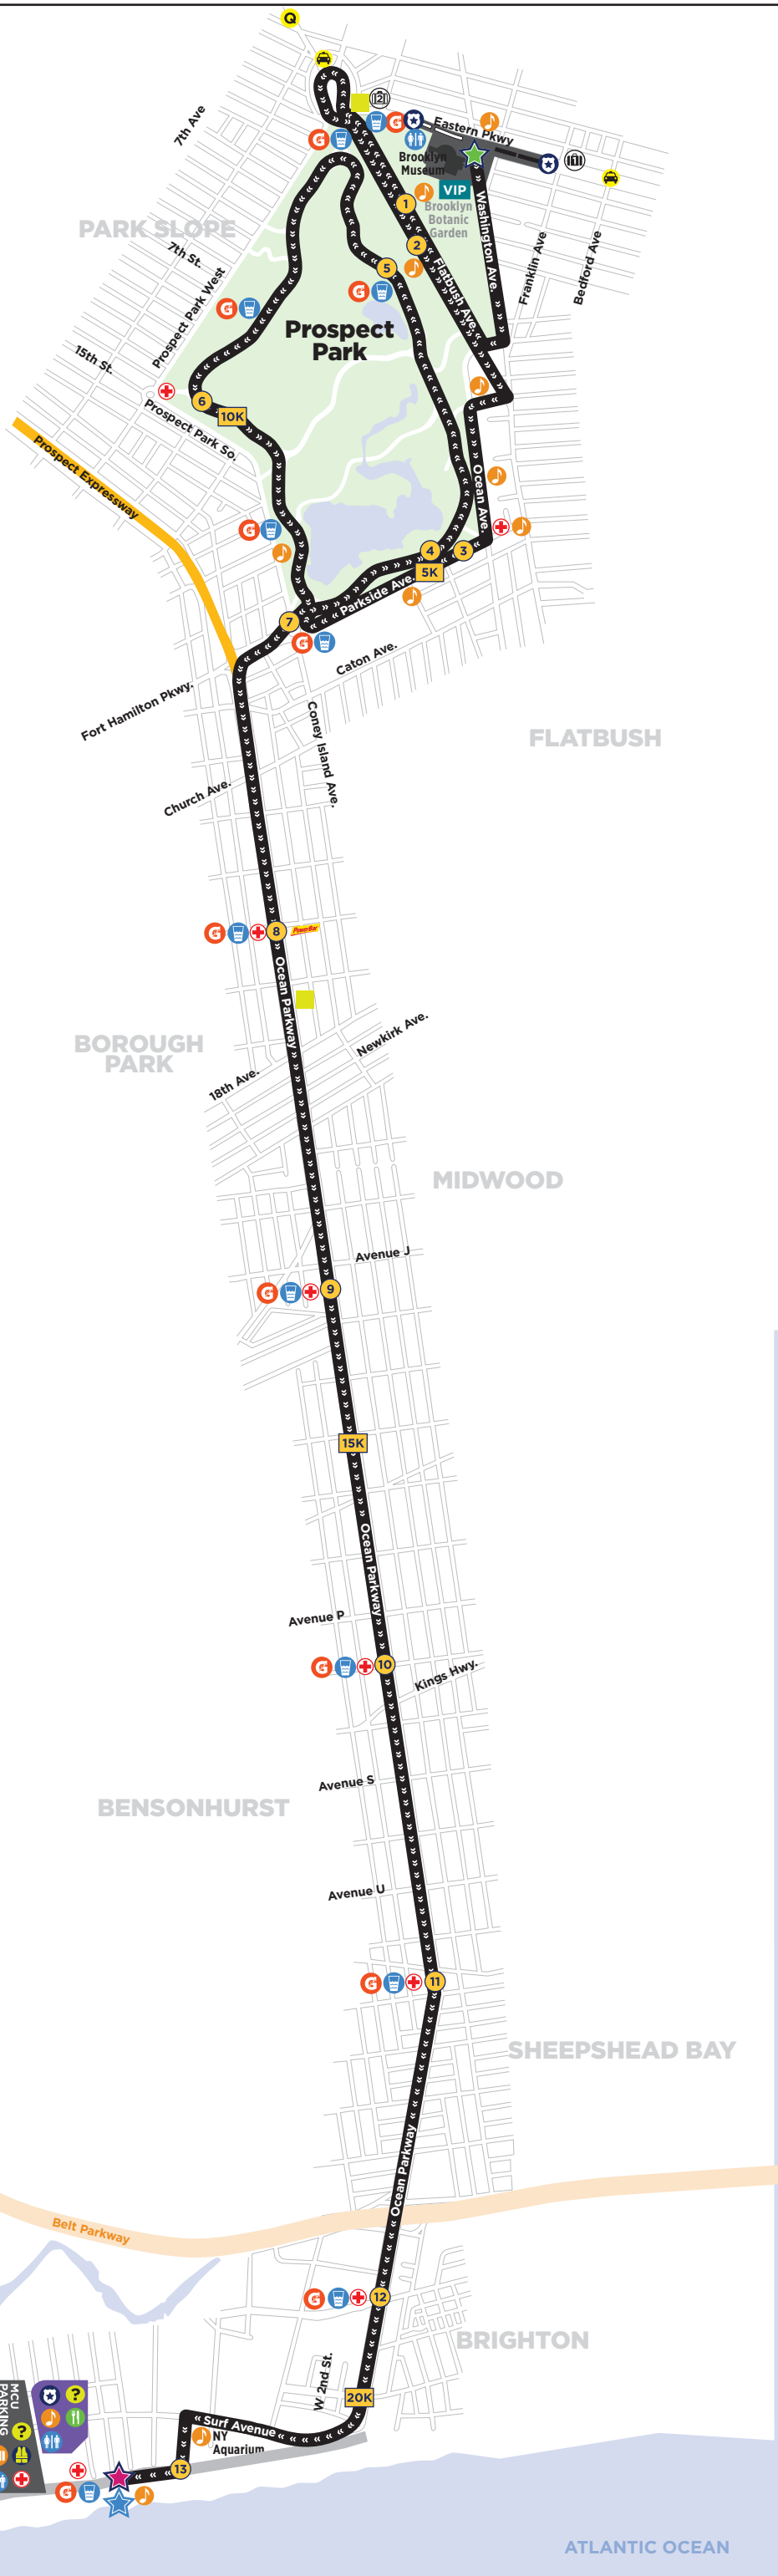 Q
7th Ave
2
G
G
Eastern Pkwy
Brooklyn
Museum
VIP
1
Brooklyn
Botanic
Garden
PARK SLOPE
7th St.
2
Washington Ave.
Franklin Ave
Bedford Ave
5
Flatbush Ave.
G
Prospect Park West
G
Prospect
Park
15th St.
6
10K
Prospect Park So.
Prospect Expressway
Ocean Ave.
G
4
3
5K
Parkside Ave.
7
G
Caton Ave.
Fort Hamilton Pkwy.
Coney Island Ave.
FLATBUSH
Church Ave.
G
8
PowerBar
Ocean Parkway
BOROUGH
PARK
Newkirk Ave.
18th Ave.
MIDWOOD
Avenue J
G
9
15K
Ocean Parkway
Avenue P
G
10
Kings Hwy.
Avenue S
BENSONHURST
Avenue U
G
11
SHEEPSHEAD BAY
Ocean Parkway
Belt Parkway
G
12
BRIGHTON
W 2nd St.
20K
MCU
PARKING
?
?
Surf Avenue
NY
Aquarium
13
G
ATLANTIC OCEAN